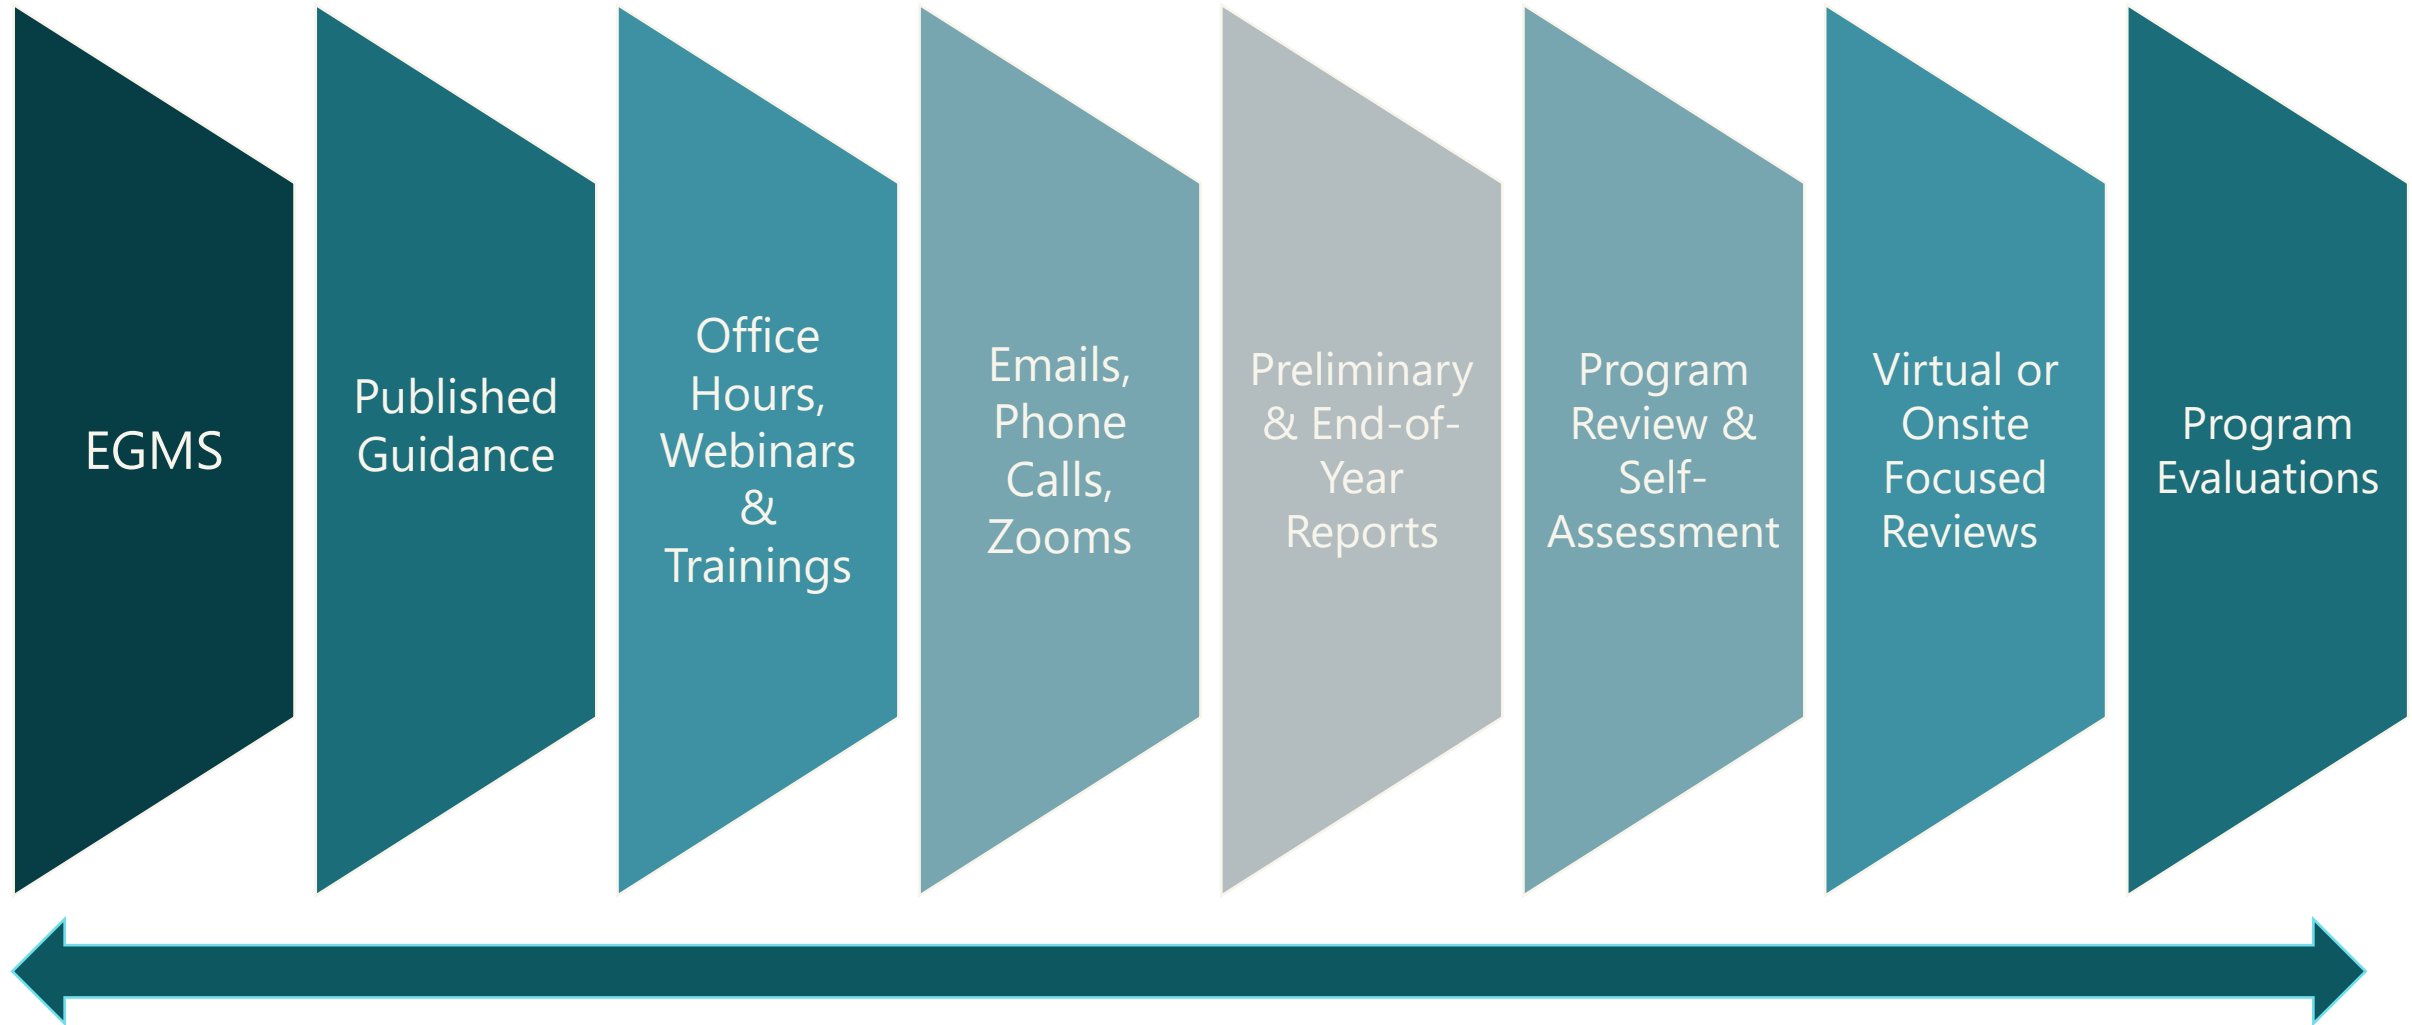 EGMS
Published
Guidance
Office
Hours,
Webinars
&
Trainings
Emails,
Phone
Calls,
Zooms
Preliminary
& End-of-
Year
Reports
Program
Review &
Self-
Assessment
Virtual or
Onsite
Focused
Reviews
Program
Evaluations